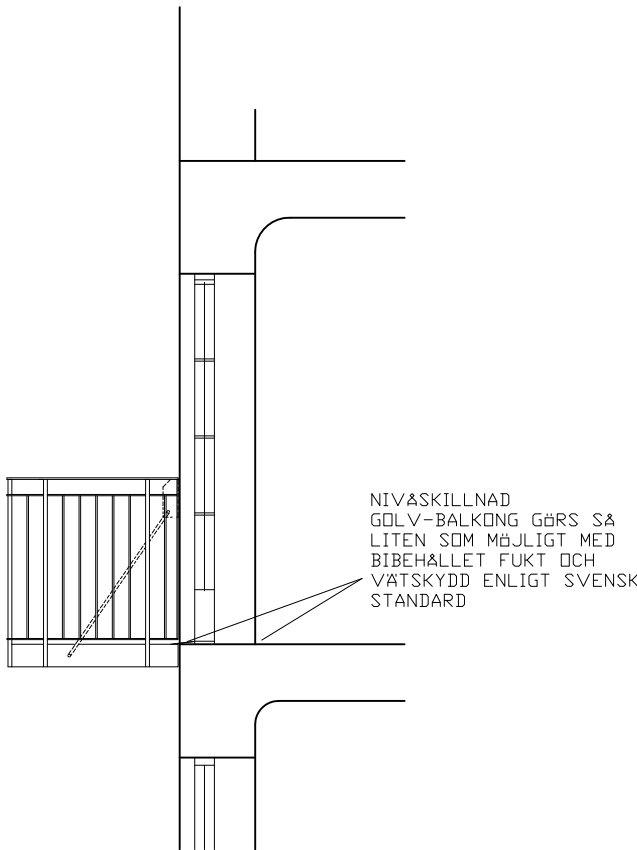 NIVÅSKILLNAD
GOLV-BALKONG GÖRS SÅ
LITEN SOM MÖJLIGT MED
BIBEHÅLLET FUKT OCH
VÄTSKYDD ENLIGT SVENSK
STANDARD